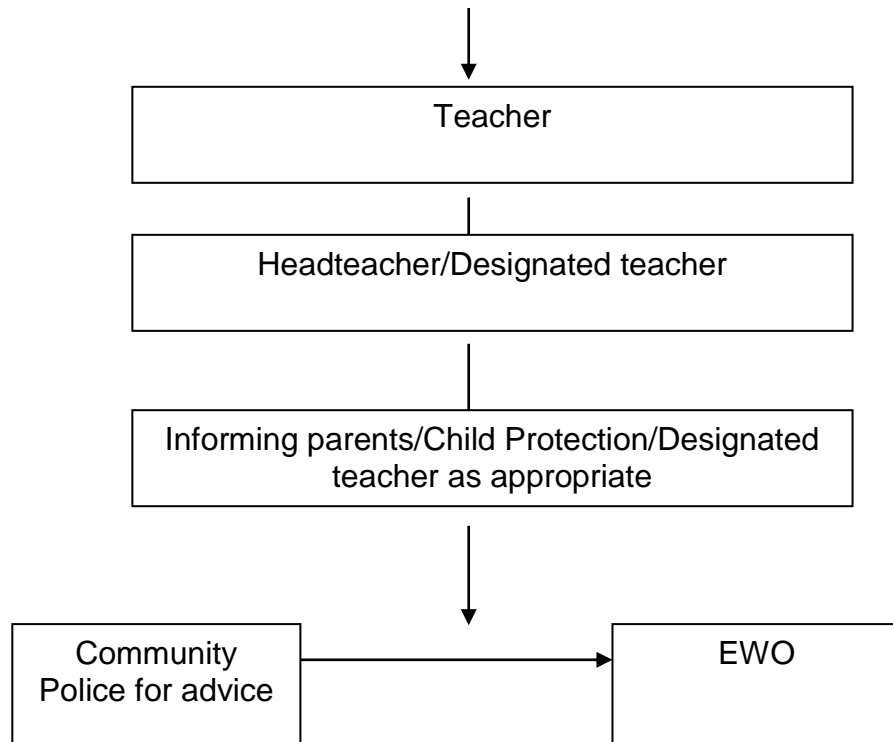 Teacher
Headteacher/Designated teacher
Informing parents/Child Protection/Designated
teacher as appropriate
Community
Police for advice
EWO